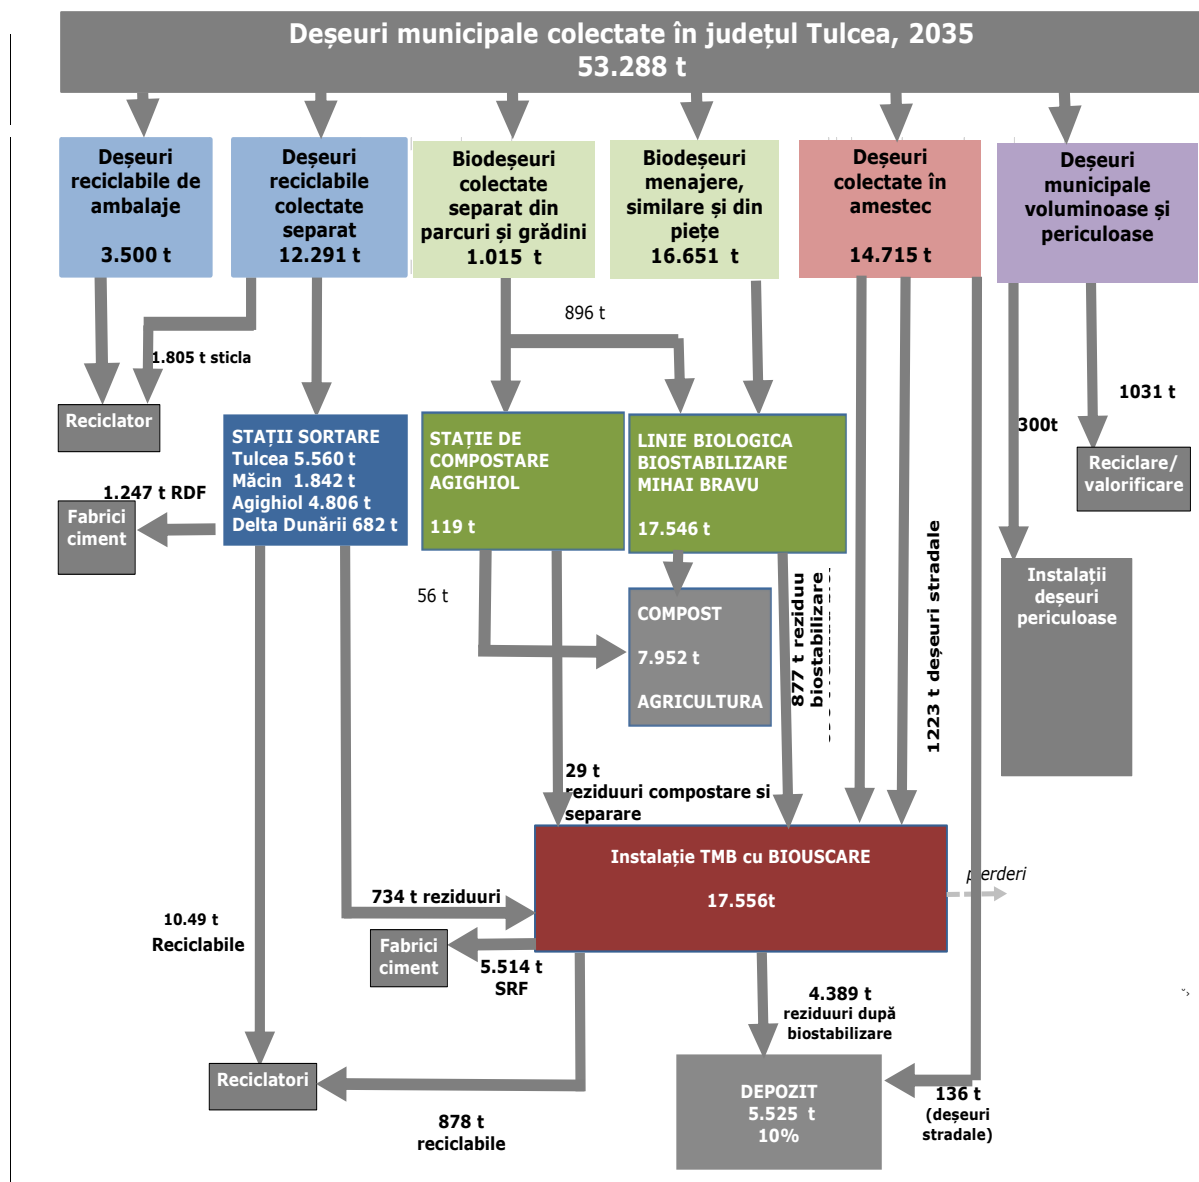 Deșeuri municipale colectate în județul Tulcea, 2035
53.288 t
Deșeuri
reciclabile de
ambalaje
3.500 t
Deșeuri
reciclabile
colectate
separat
12.291 t
Biodeșeuri
colectate
separat din
parcuri și grădini
1.015 t
Biodeșeuri
menajere,
similare și din
piețe
16.651 t
Deșeuri
colectate în
amestec
14.715 t
Deșeuri
municipale
voluminoase și
periculoase
896 t
1.805 t sticla
1031 t
300t
Reciclator
STAȚII SORTARE
Tulcea 5.560 t
Măcin 1.842 t
Agighiol 4.806 t
Delta Dunării 682 t
STAȚIE DE
COMPOSTARE
AGIGHIOL
119 t
LINIE BIOLOGICA
BIOSTABILIZARE
MIHAI BRAVU
17.546 t
Reciclare/
valorificare
1.247 t RDF
Fabrici
ciment
56 t
COMPOST
7.952 t
AGRICULTURA
877 t reziduu
biostabilizare
1223 t deșeuri stradale
Instalații
deșeuri
periculoase
29 t
reziduuri compostare si
separare
Instalație TMB cu BIOUSCARE
17.556t
pierderi
734 t reziduuri
10.49 t
Reciclabile
Fabrici
ciment
5.514 t
SRF
4.389 t
reziduuri după
biostabilizare
Reciclatori
878 t
reciclabile
DEPOZIT
5.525 t
10%
136 t
(deșeuri
stradale)